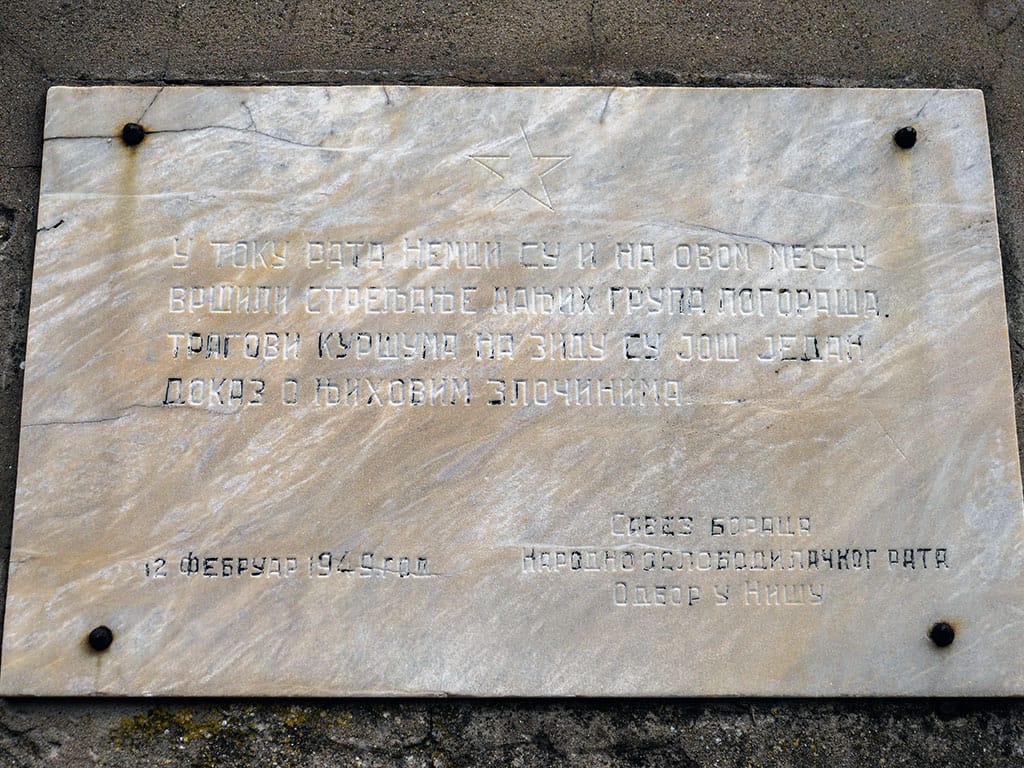 У ТОКУ РАТА НЕМЦИ СУ И НА ОВОМ МЕСТУ
ВРШИЛИ СТРЕЉАЊЕ МАЊИХ ГРУПА ЛОГОРАША.
ТРАГОВИ КУРШУМА НА ЗИДУ СУ ЈОШ ЈЕДАН
ДОКАЗ О ЊИХОВИМ ЗЛОЧИНИМА.
САВЕЗ БОРАЦА
12 ФЕБРУАР 1949. ГОД. НАРОДНО ОСЛОБОДИЛАЧКОГ РАТА
ОДБОР У НИШУ